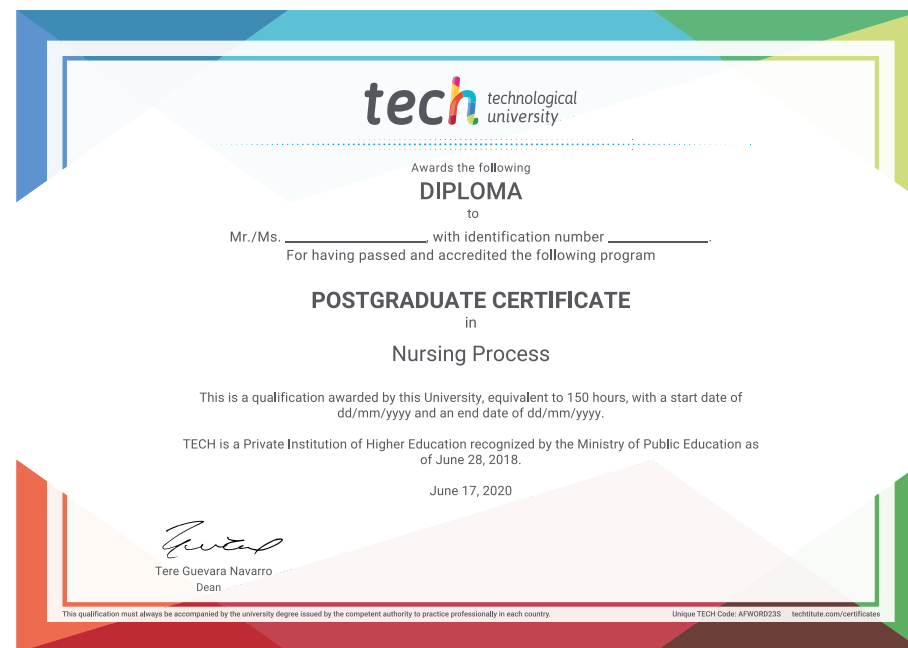 tech technological
university
Awards the following
DIPLOMA
to
Mr./Ms. ____________, with identification number ____________.
For having passed and accredited the following program
POSTGRADUATE CERTIFICATE
in
Nursing Process
This is a qualification awarded by this University, equivalent to 150 hours, with a start date of
dd/mm/yyyy and an end date of dd/mm/yyyy.
TECH is a Private Institution of Higher Education recognized by the Ministry of Public Education as
of June 28, 2018.
June 17, 2020
Tere Guevara Navarro
Dean
This qualification must always be accompanied by the university degree issued by the competent authority to practice professionally in each country. Unique TECH Code: AFWORD23S techtitute.com/certificates